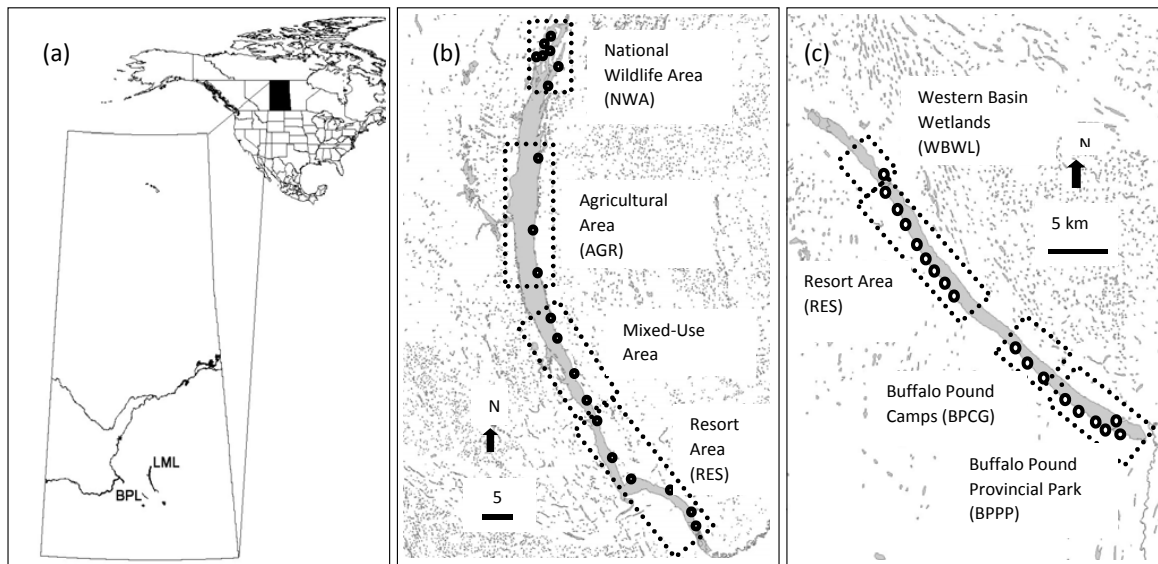 (a)
LML
BPL
(b)
National
Wildlife Area
(NWA)
Agricultural
Area
(AGR)
Mixed-Use
Area
N
Resort
Area
(RES)
5
(c)
Western Basin
Wetlands
(WBWL)
N
5 km
Resort Area
(RES)
Buffalo Pound
Camps (BPCG)
Buffalo Pound
Provincial Park
(BPPP)